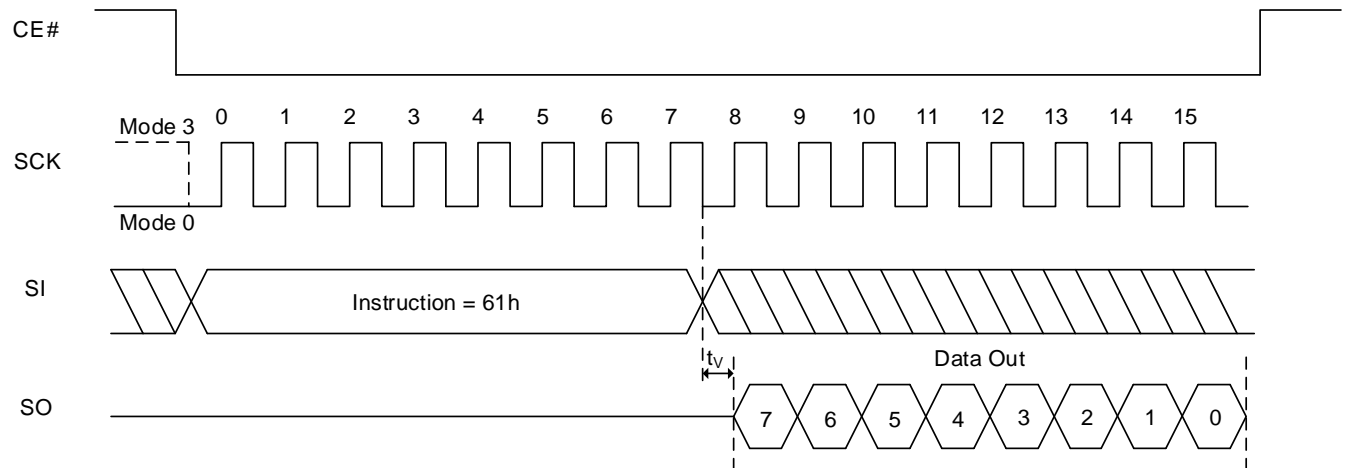 CE#
Mode 3
0 1 2 3 4 5 6 7 8 9 10 11 12 13 14 15
SCK
Mode 0
SI
Instruction = 61h
tV
Data Out
SO
7 6 5 4 3 2 1 0